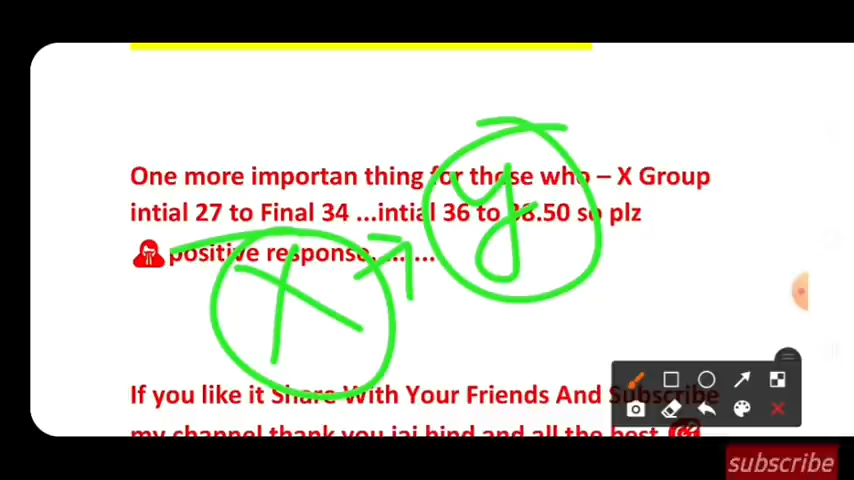 One more importan thing for those who – X Group
intial 27 to Final 34 ...intial 36 to 38.50 so plz
positive response.......
X
y
If you like it Share With Your Friends And Subscribe
my channel thank you jai hind and all the best
subscribe